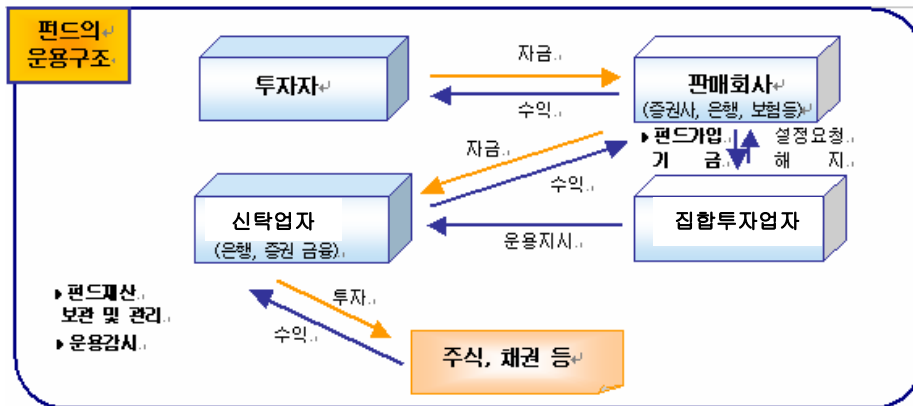 펀드의
운용구조
투자자
자금
수익
판매회사
(증권사, 은행, 보험등)
▶펀드가입
기 금
설정요청
해 지
자금
수익
신탁업자
(은행, 증권 금융)
운용지시
집합투자업자
▶펀드재산
보관 및 관리
▶운용감시
투자
수익
주식, 채권 등